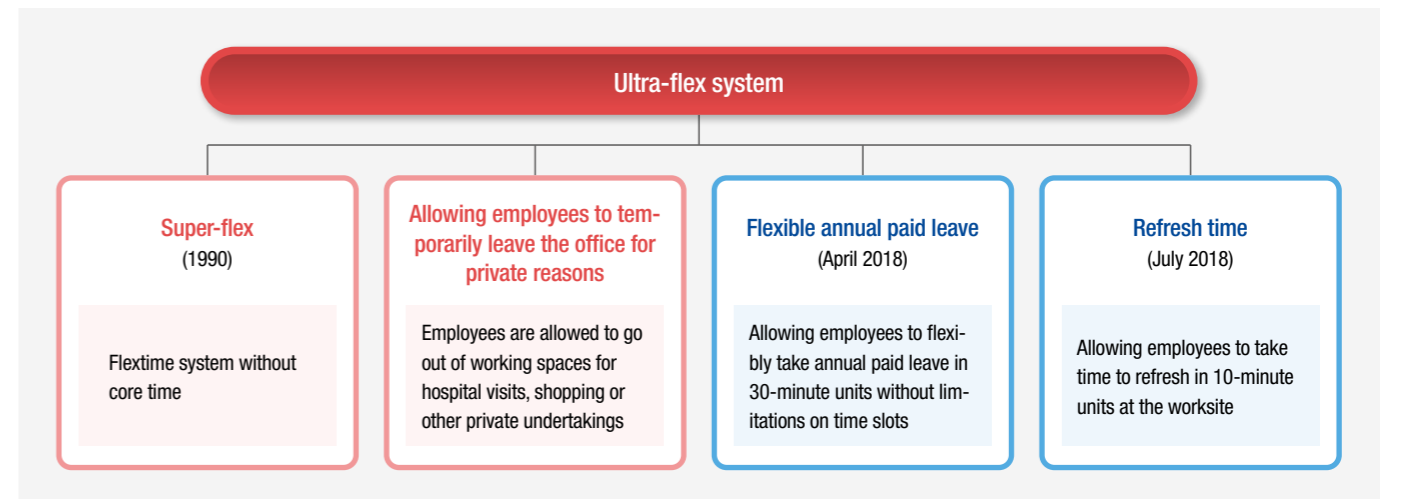 Ultra-flex system
Super-flex
(1990)
Flextime system without
core time
Allowing employees to tem-
porarily leave the office for
private reasons
Employees are allowed to go
out of working spaces for
hospital visits, shopping or
other private undertakings
Flexible annual paid leave
(April 2018)
Allowing employees to flexi-
bly take annual paid leave in
30-minute units without lim-
itations on time slots
Refresh time
(July 2018)
Allowing employees to take
time to refresh in 10-minute
units at the worksite